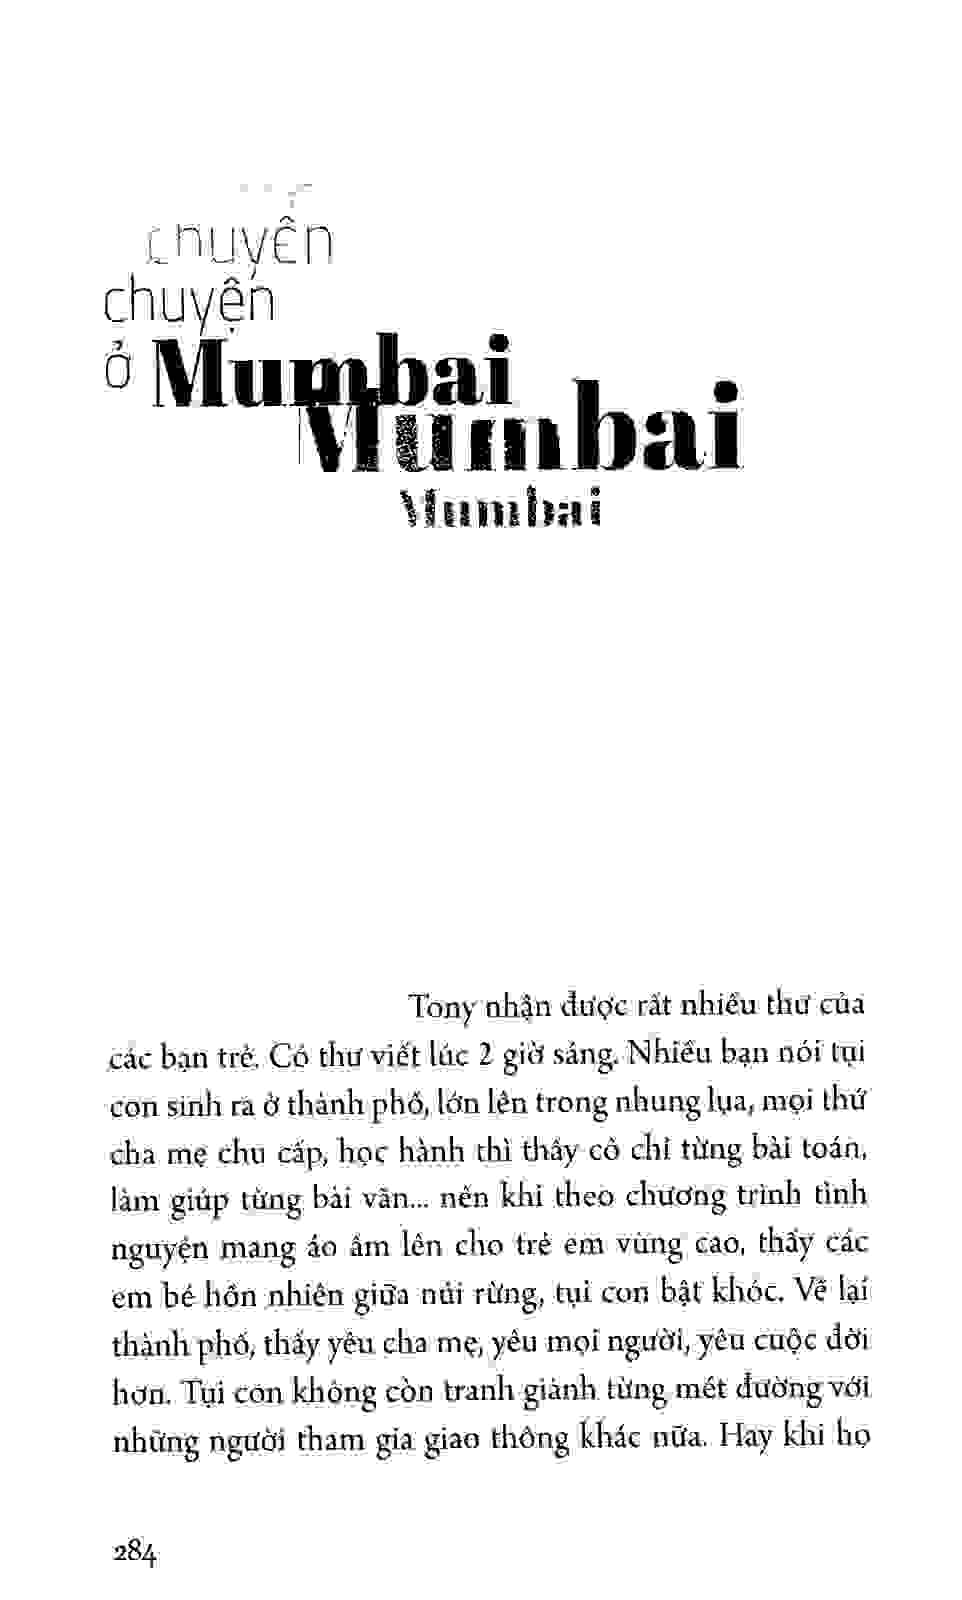 chuyện
chuyện
ở Mumbai
Mumbai
Mumbai
Tony nhận được rất nhiều thư của
các bạn trẻ. Có thư viết lúc 2 giờ sáng. Nhiều bạn nói tụi
con sinh ra ở thành phố, lớn lên trong nhung lụa, mọi thứ
cha mẹ chu cấp, học hành thì thầy cô chỉ từng bài toán,
làm giúp từng bài văn... nên khi theo chương trình tình
nguyện mang áo ấm lên cho trẻ em vùng cao, thấy các
em bé hồn nhiên giữa núi rừng, tụi con bật khóc. Về lại
thành phố, thấy yêu cha mẹ, yêu mọi người, yêu cuộc đời
hơn. Tụi con không còn tranh giành từng mét đường với
những người tham gia giao thông khác nữa. Hay khi họ
284